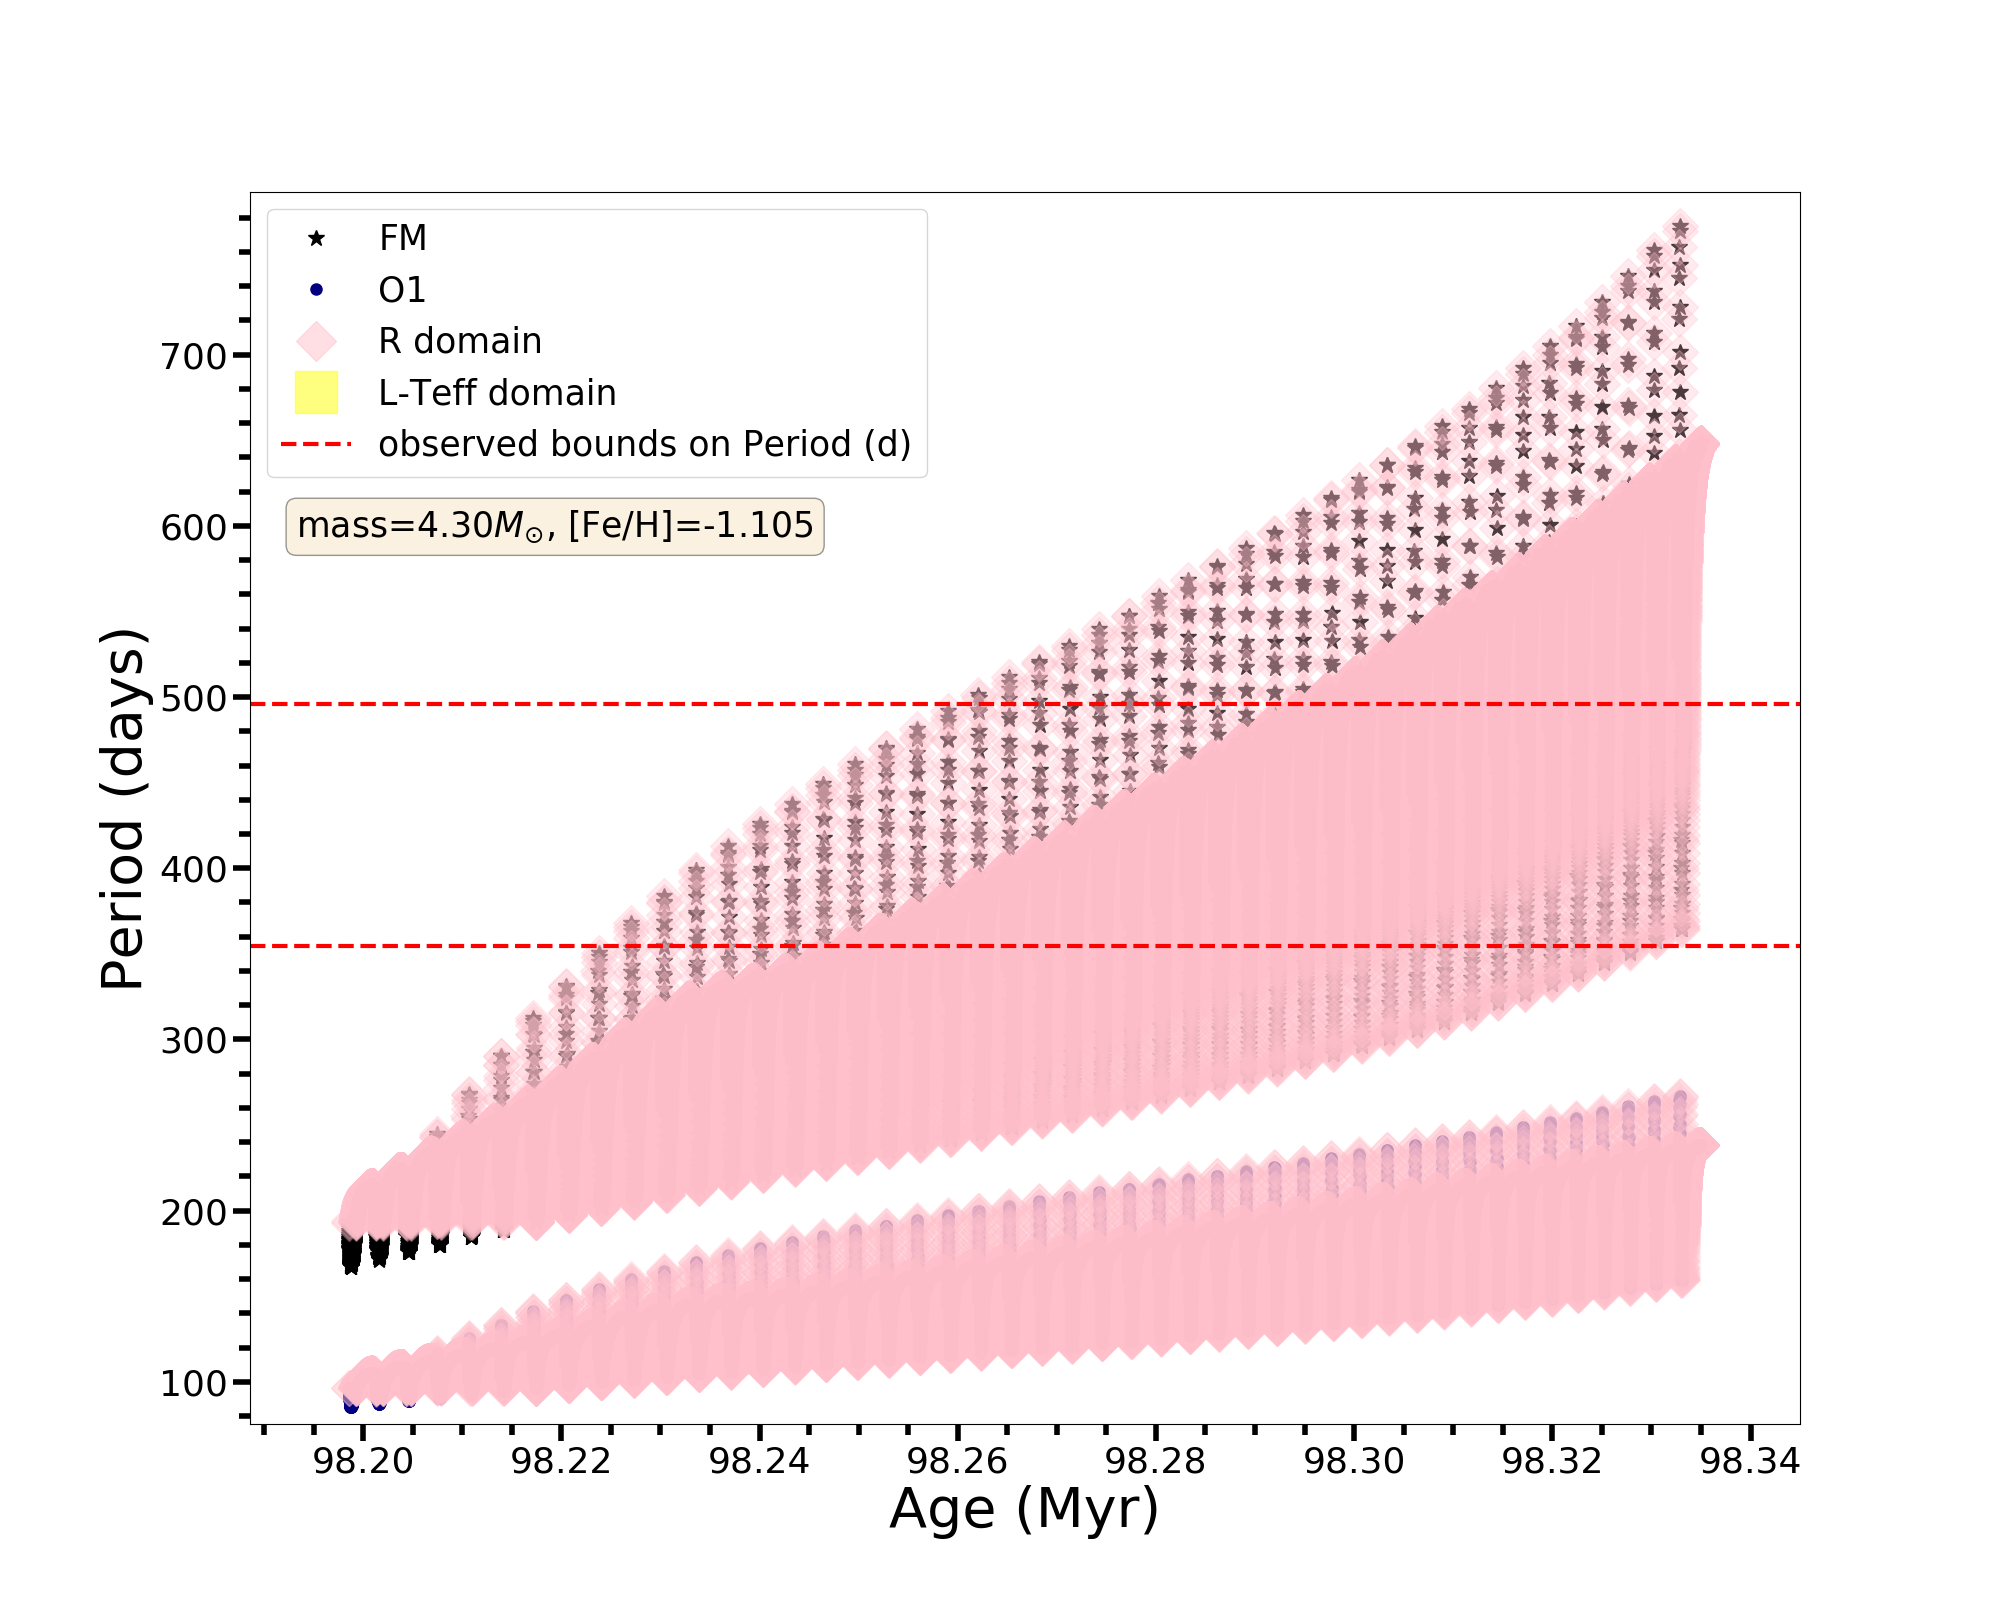 FM
O1
R domain
L-Teff domain
observed bounds on Period (d)
mass=4.30M⊙, [Fe/H]=-1.105
700
600
500
400
300
200
100
Period (days)
98.20 98.22 98.24 98.26 98.28 98.30 98.32 98.34
Age (Myr)